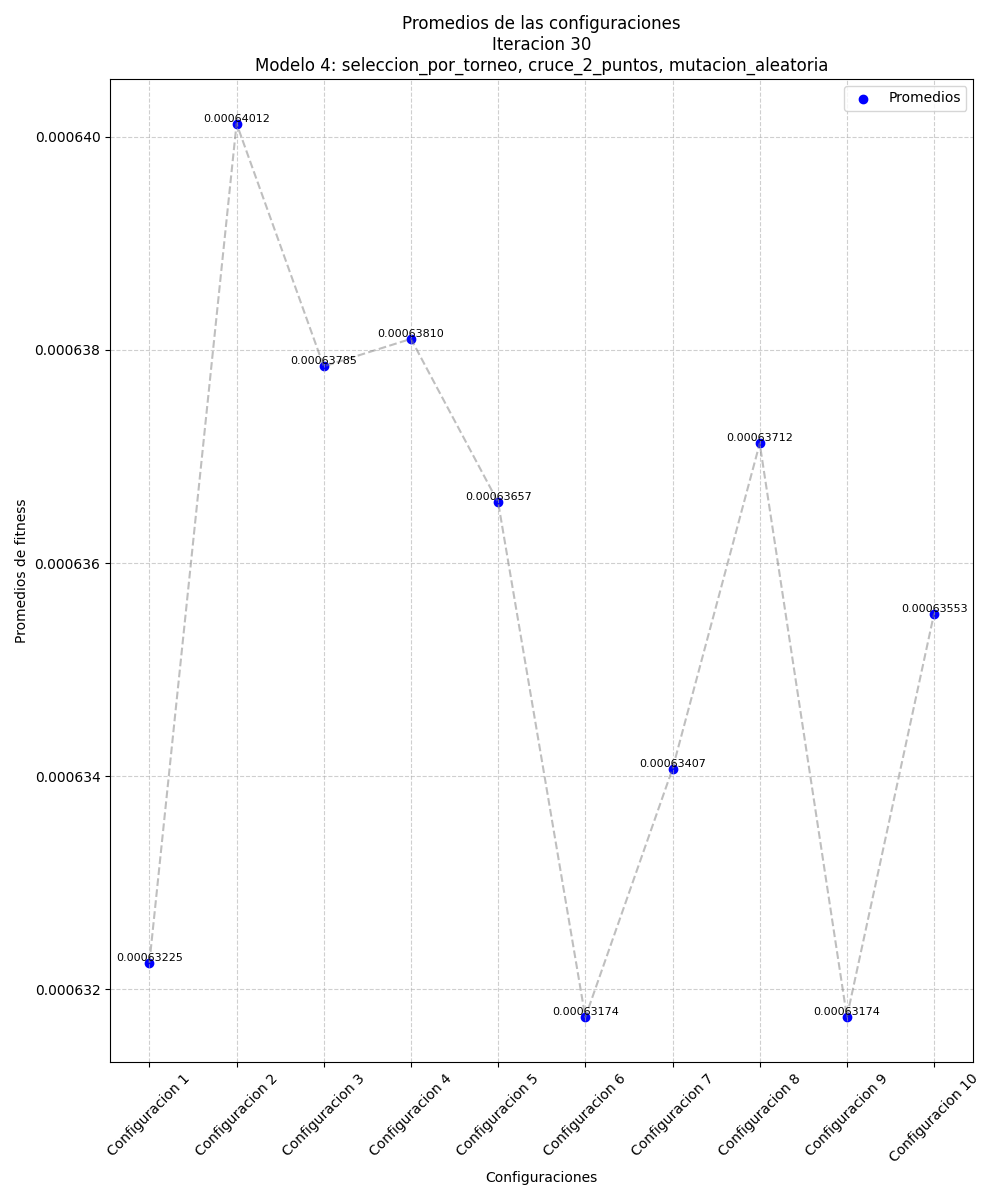 Promedios de las configuraciones
Iteracion 30
Modelo 4: seleccion_por_torneo, cruce_2_puntos, mutacion_aleatoria
Promedios
0.000640
0.000638
0.000636
0.000634
0.000632
Promedios de fitness
0.00063225
0.00064012
0.00063785
0.00063810
0.00063657
0.00063174
0.00063407
0.00063712
0.00063174
0.00063553
Configuracion 1
Configuracion 2
Configuracion 3
Configuracion 4
Configuracion 5
Configuracion 6
Configuracion 7
Configuracion 8
Configuracion 9
Configuracion 10
Configuraciones